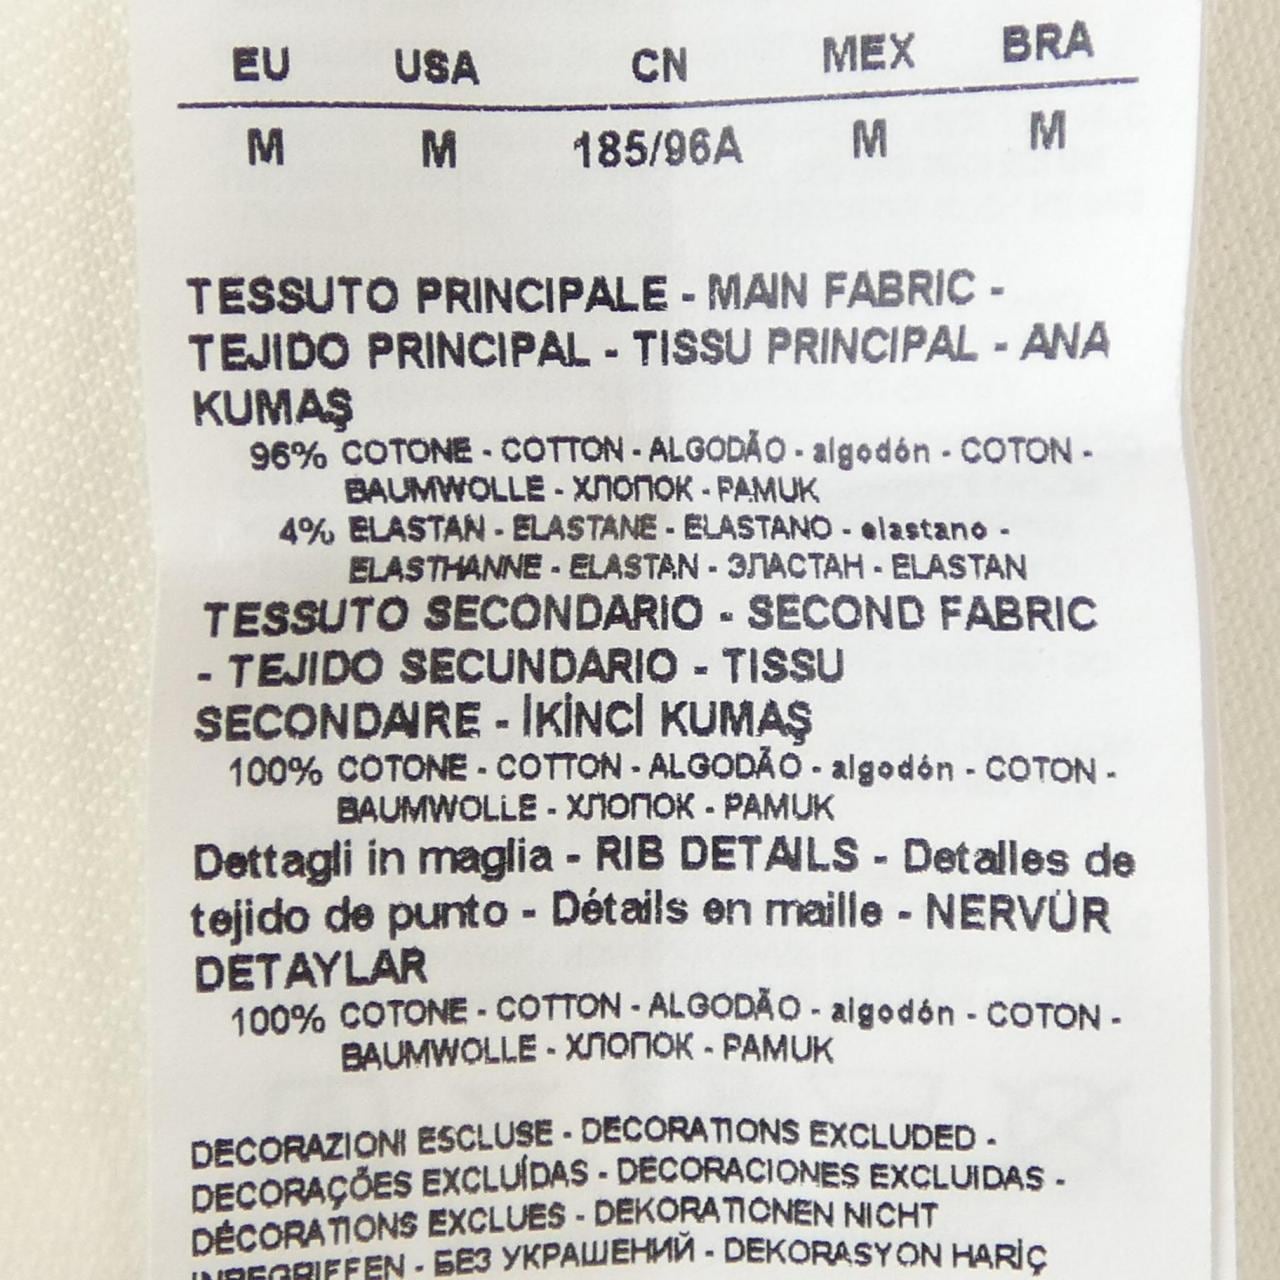 EU USA CN MEX BRA
M M 185/96A M M
TESSUTO PRINCIPALE - MAIN FABRIC -
TEJIDO PRINCIPAL - TISSU PRINCIPAL - ANA
KUMAŞ
96% COTONE - COTTON - ALGODÃO - algodón - COTON -
BAUMWOLLE - ХЛОПОК - PAMUK
4% ELASTAN - ELASTANE - ELASTANO - elastano -
ELASTHANNE - ELASTAN - ЭЛАСТАН - ELASTAN
TESSUTO SECONDARIO - SECOND FABRIC
- TEJIDO SECUNDARIO - TISSU
SECONDAIRE - İKİNCİ KUMAŞ
100% COTONE - COTTON - ALGODÃO - algodón - COTON -
BAUMWOLLE - ХЛОПОК - PAMUK
Dettagli in maglia - RIB DETAILS - Detalles de
tejido de punto - Détails en maille - NERVÜR
DETAYLAR
100% COTONE - COTTON - ALGODÃO - algodón - COTON -
BAUMWOLLE - ХЛОПОК - PAMUK
DECORAZIONI ESCLUSE - DECORATIONS EXCLUDED -
DECORAÇÕES EXCLUÍDAS - DECORACIONES EXCLUIDAS -
DÉCORATIONS EXCLUES - DEKORATIONEN NICHT
INBEGRIFFEN - БЕЗ УКРАШЕНИЙ - DEKORASYON HARİÇ